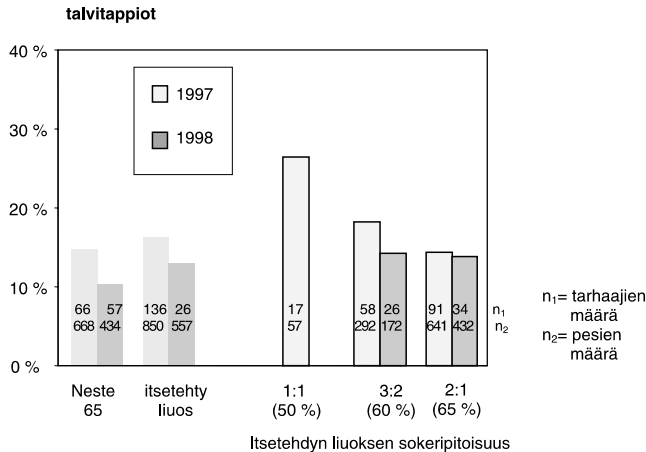 talvitappiot
40 %
30 %
20 %
10 %
0 %
1997
1998
66 57 136 26 17 58 26 91 34 n1
668 434 850 557 57 292 172 641 432 n2
n1= tarhaajien
määrä
n2= pesien
määrä
Neste itsetehty 1:1 3:2 2:1
65 liuos (50 %) (60 %) (65 %)
Itsetehdyn liuoksen sokeripitoisuus